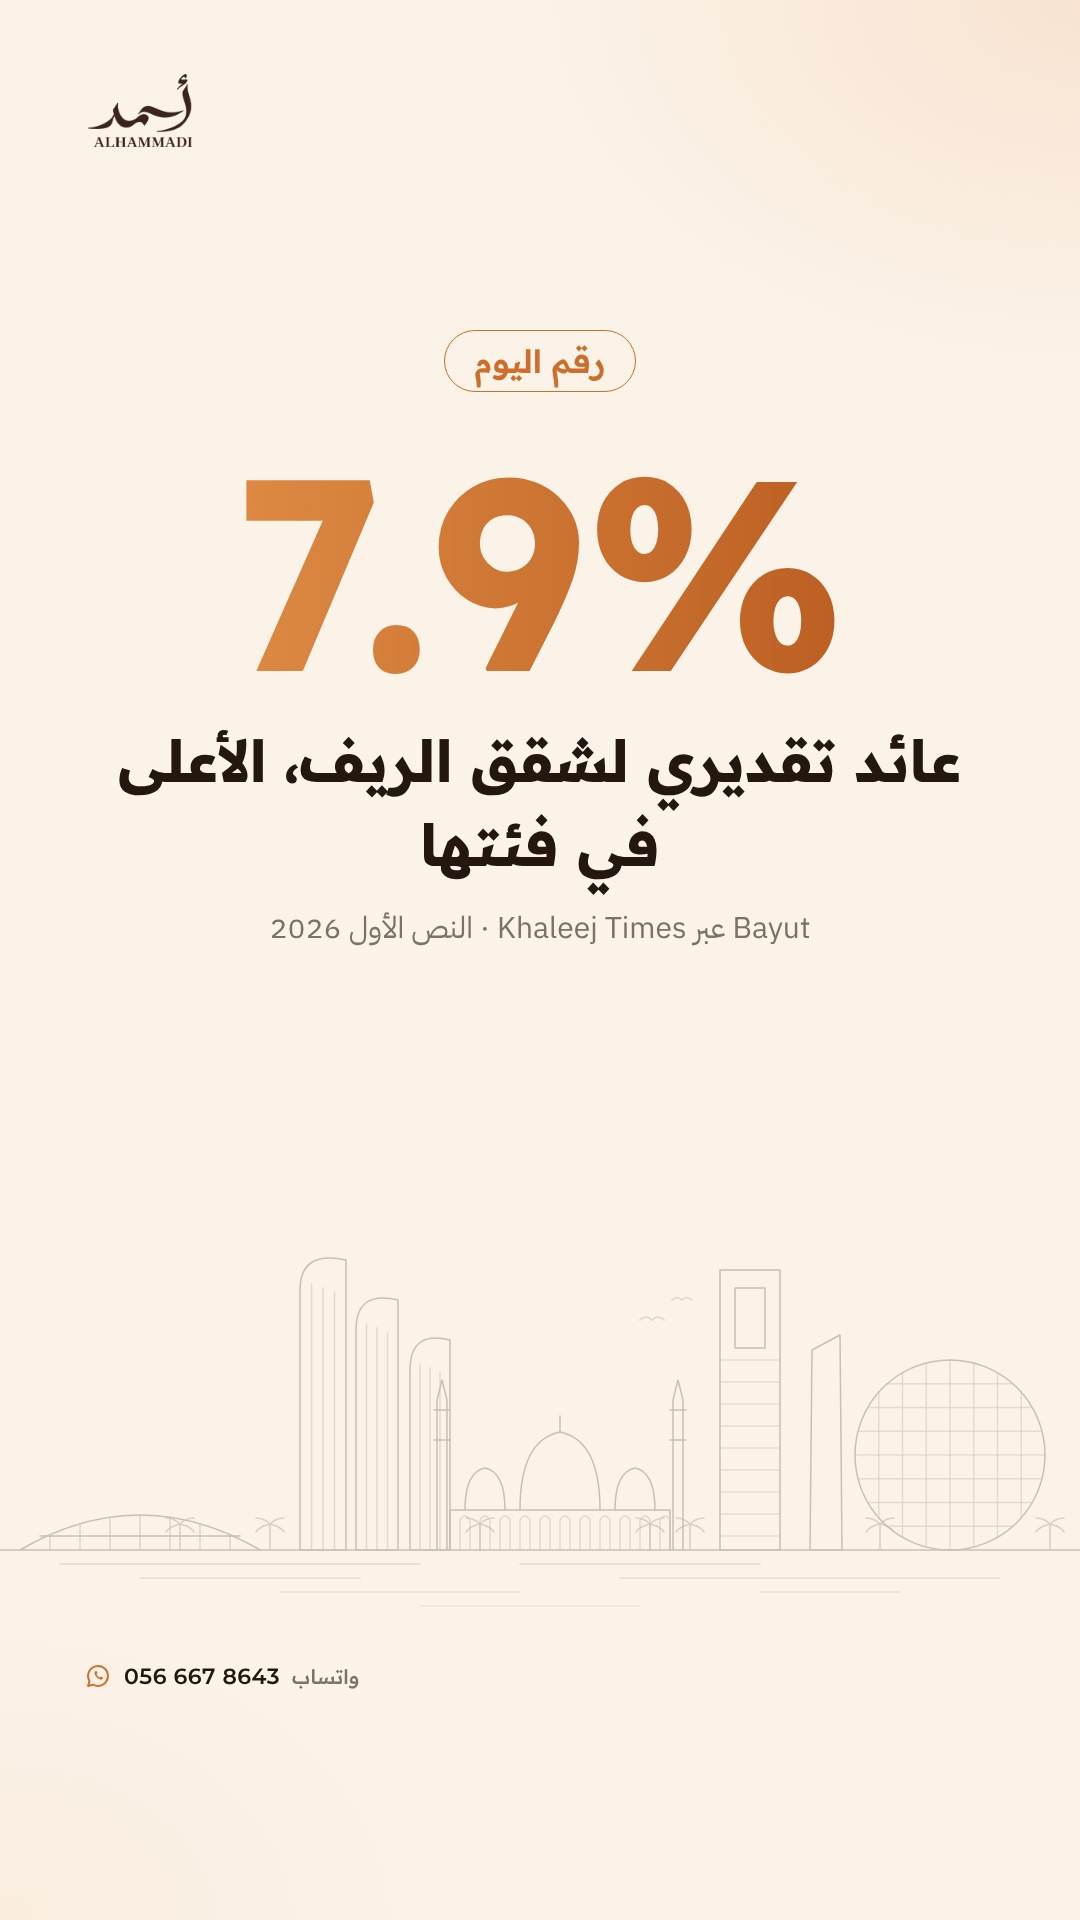 أحمد
ALHAMMADI
رقم اليوم
7.9%
عائد تقديري لشقق الريف، الأعلى
في فئتها
Bayut عبر Khaleej Times · النص الأول 2026
056 667 8643 واتساب